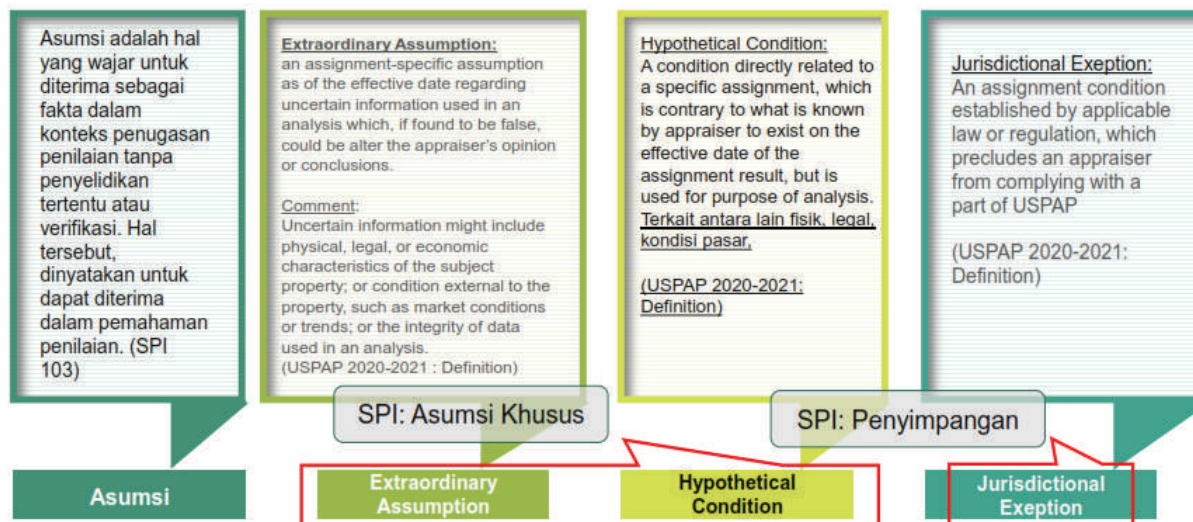 Asumsi adalah hal
yang wajar untuk
diterima sebagai
fakta dalam
konteks penugasan
penilaian tanpa
penyelidikan
tertentu atau
verifikasi. Hal
tersebut,
dinyatakan untuk
dapat diterima
dalam pemahaman
penilaian. (SPI
103)
Extraordinary Assumption:
an assignment-specific assumption
as of the effective date regarding
uncertain information used in an
analysis which, if found to be false,
could be alter the appraiser's opinion
or conclusions.
Comment:
Uncertain information might include
physical, legal, or economic
characteristics of the subject
property; or condition external to the
property, such as market conditions
or trends; or the integrity of data
used in an analysis.
(USPAP 2020-2021 : Definition)
Hypothetical Condition:
A condition directly related to
a specific assignment, which
is contrary to what is known
by appraiser to exist on the
effective date of the
assignment result, but is
used for purpose of analysis.
Terkait antara lain fisik, legal,
kondisi pasar,
(USPAP 2020-2021:
Definition)
Jurisdictional Exeption:
An assignment condition
established by applicable
law or regulation, which
precludes an appraiser
from complying with a
part of USPAP
(USPAP 2020-2021:
Definition)
SPI: Asumsi Khusus
SPI: Penyimpangan
Asumsi
Extraordinary
Assumption
Hypothetical
Condition
Jurisdictional
Exeption